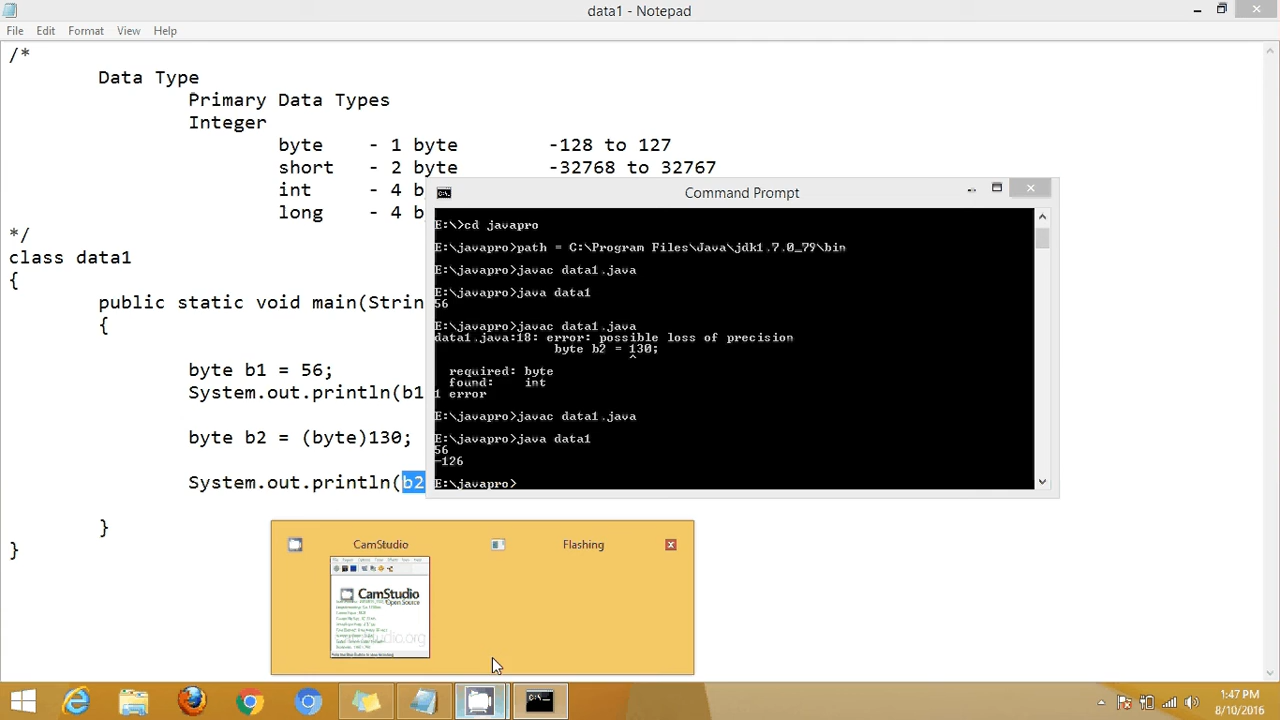 data1 - Notepad
File Edit Format View Help
/*
Data Type
Primary Data Types
Integer
byte - 1 byte -128 to 127
short - 2 byte -32768 to 32767
int - 4 b
long - 4 b
*/
class data1
{
public static void main(Strin
{
byte b1 = 56;
System.out.println(b1
byte b2 = (byte)130;
System.out.println(b2
}
}
Command Prompt
E:\>cd javapro
E:\javapro>path = C:\Program Files\Java\jdk1.7.0_79\bin
E:\javapro>javac data1.java
E:\javapro>java data1
56
E:\javapro>javac data1.java
data1.java:18: error: possible loss of precision
byte b2 = 130;
^
required: byte
found: int
1 error
E:\javapro>javac data1.java
E:\javapro>java data1
56
-126
E:\javapro>
CamStudio Flashing
CamStudio
Open Source
1:47 PM
8/10/2016